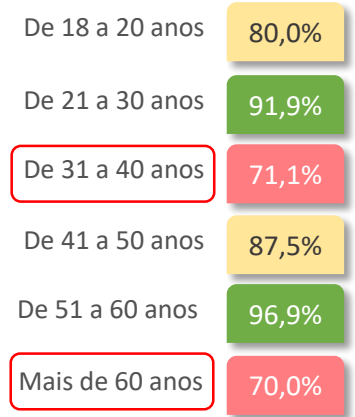 De 18 a 20 anos 80,0%
De 21 a 30 anos 91,9%
De 31 a 40 anos 71,1%
De 41 a 50 anos 87,5%
De 51 a 60 anos 96,9%
Mais de 60 anos 70,0%